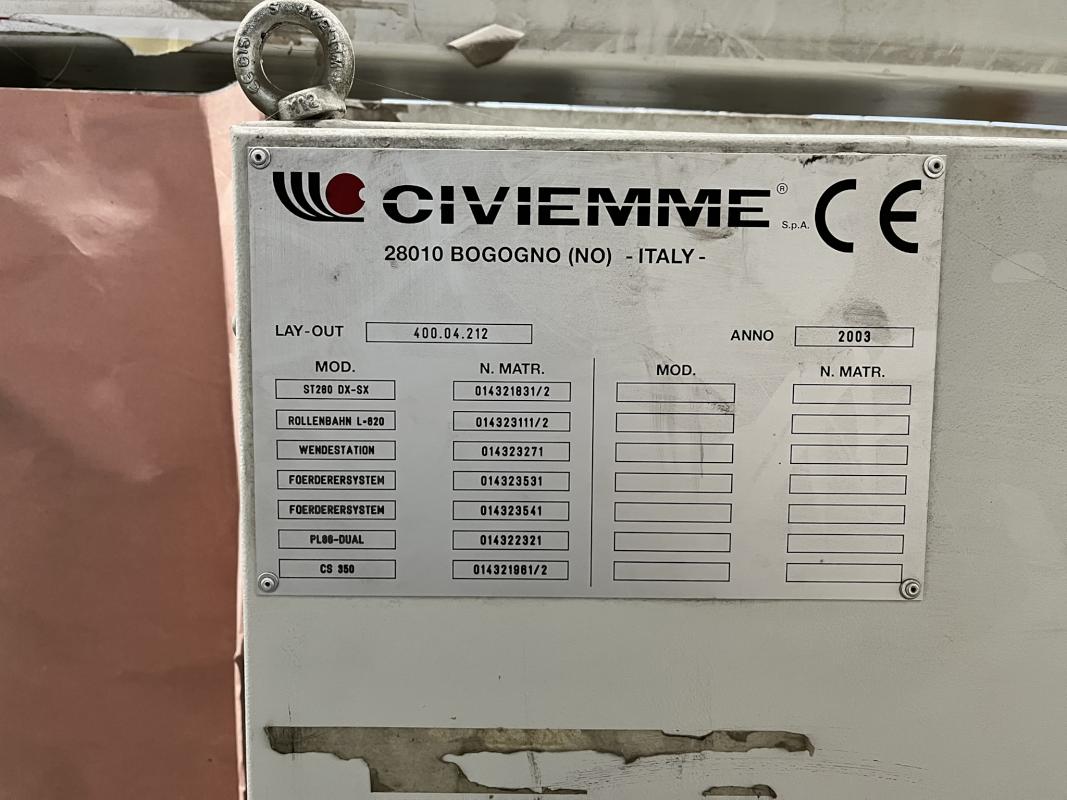 CIVIEMME® S.p.A. CE
28010 BOGOGNO (NO) - ITALY -
LAY-OUT 400.04.212 ANNO 2003
MOD. N. MATR. MOD. N. MATR.
ST280 DX-SX 014321831/2
ROLLENBAHN L-820 014323111/2
WENDESTATION 014323271
FOERDERERSYSTEM 014323531
FOERDERERSYSTEM 014323541
PL86-DUAL 014322321
CS 350 014321961/2